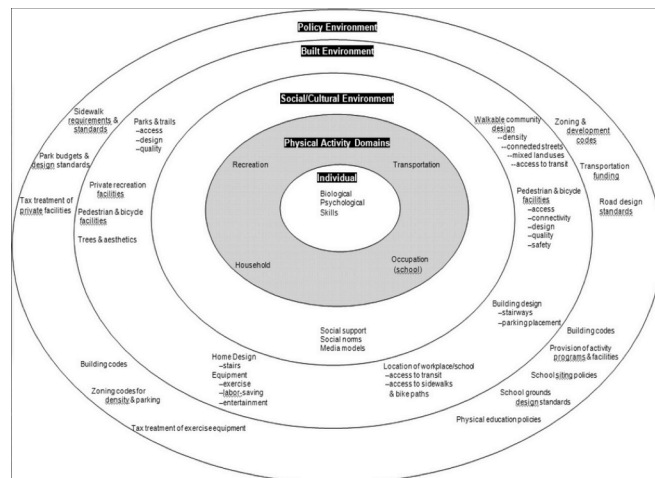 Policy Environment
Built Environment
Social/Cultural Environment
Physical Activity Domains
Individual
Biological
Psychological
Skills
Recreation
Transportation
Household
Occupation
(school)
Social support
Social norms
Media models
Sidewalk
requirements &
standards
Park budgets &
design standards
Tax treatment of
private facilities
Parks & trails
–access
–design
–quality
Private recreation
facilities
Pedestrian & bicycle
facilities
Trees & aesthetics
Walkable community
design
–density
–connected streets
–mixed land uses
–access to transit
Pedestrian & bicycle
facilities
–access
–connectivity
–design
–quality
–safety
Zoning &
development
codes
Transportation
funding
Road design
standards
Building design
–stairways
–parking placement
Building codes
Provision of activity
programs & facilities
School siting policies
School grounds
design standards
Physical education policies
Location of workplace/school
–access to transit
–access to sidewalks
& bike paths
Home Design
–stairs
Equipment
–exercise
–labor-saving
–entertainment
Building codes
Zoning codes for
density & parking
Tax treatment of exercise equipment